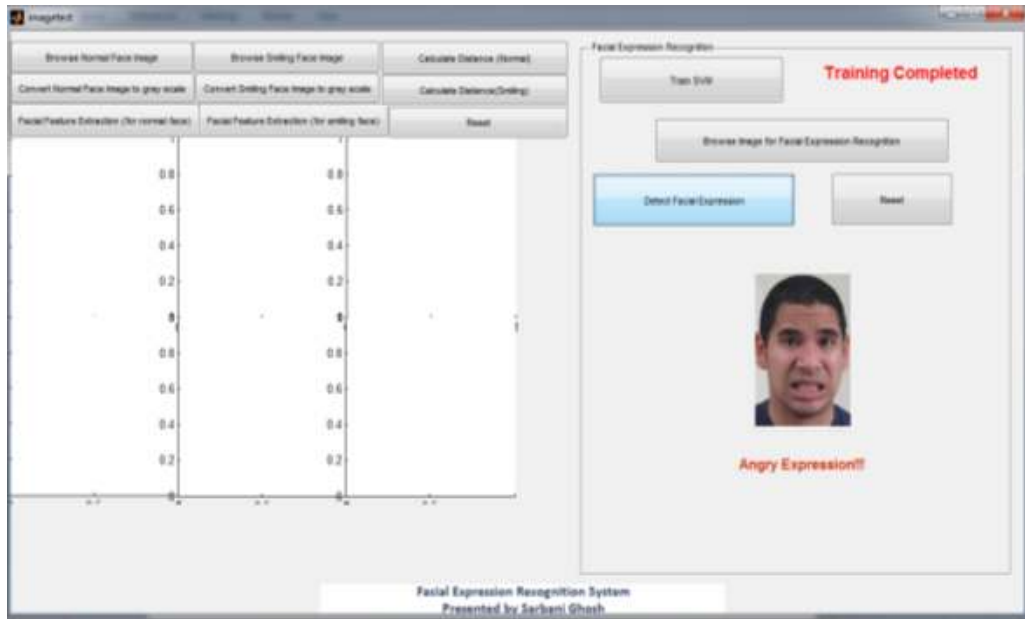 imagetest
Browse Normal Face Image
Browse Smiling Face Image
Calculate Distance (Normal)
Convert Normal Face Image to gray scale
Convert Smiling Face Image to gray scale
Calculate Distance(Smiling)
Facial Feature Extraction (for normal face)
Facial Feature Extraction (for smiling face)
Reset
1
1
0.8
0.8
0.6
0.6
0.4
0.4
0.2
0.2
0.8
0.8
0.6
0.6
0.4
0.4
0.2
0.2
Facial Expression Recognition
Train SVM
Training Completed
Browse Image for Facial Expression Recognition
Detect Facial Expression
Reset
Angry Expression!!!
Facial Expression Recognition System
Presented by Sarbani Ghosh